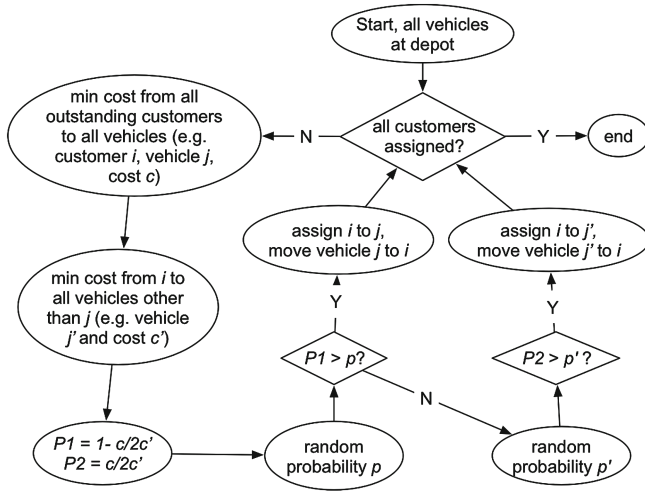 Start, all vehicles
at depot
all customers
assigned?
N
Y
end
min cost from all
outstanding customers
to all vehicles (e.g.
customer i, vehicle j,
cost c)
assign i to j,
move vehicle j to i
assign i to j',
move vehicle j' to i
min cost from i to
all vehicles other
than j (e.g. vehicle
j' and cost c')
Y
Y
P1 > p?
P2 > p' ?
N
P1 = 1- c/2c'
P2 = c/2c'
random
probability p
random
probability p'